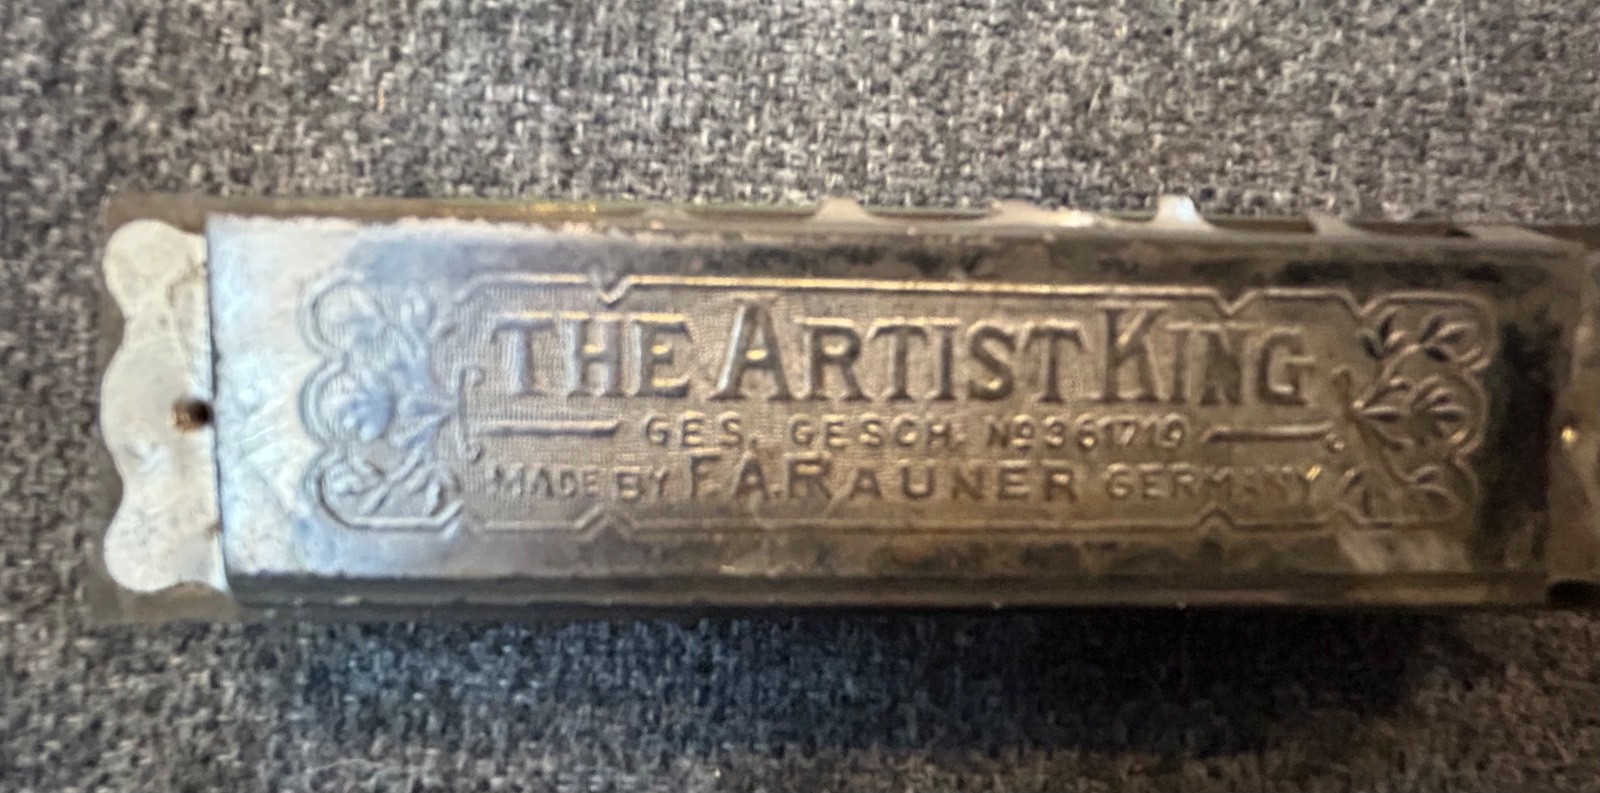 THE ARTIST KING
GES. GESCH. No 361719
MADE BY F.A.RAUNER GERMANY